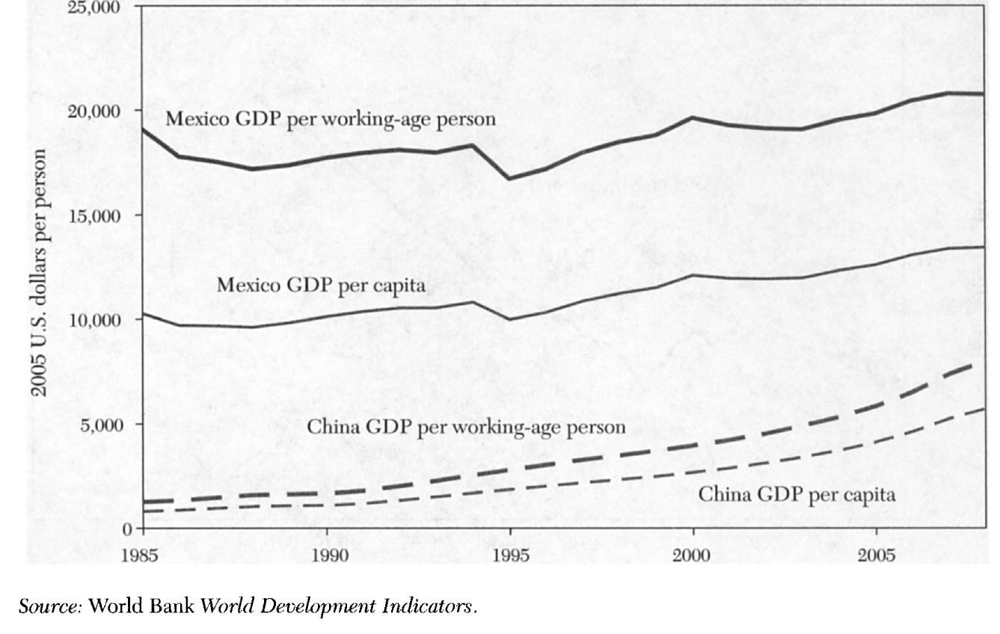 25,000
20,000
15,000
10,000
5,000
0
2005 U.S. dollars per person
Mexico GDP per working-age person
Mexico GDP per capita
China GDP per working-age person
China GDP per capita
1985
1990
1995
2000
2005
Source: World Bank World Development Indicators.